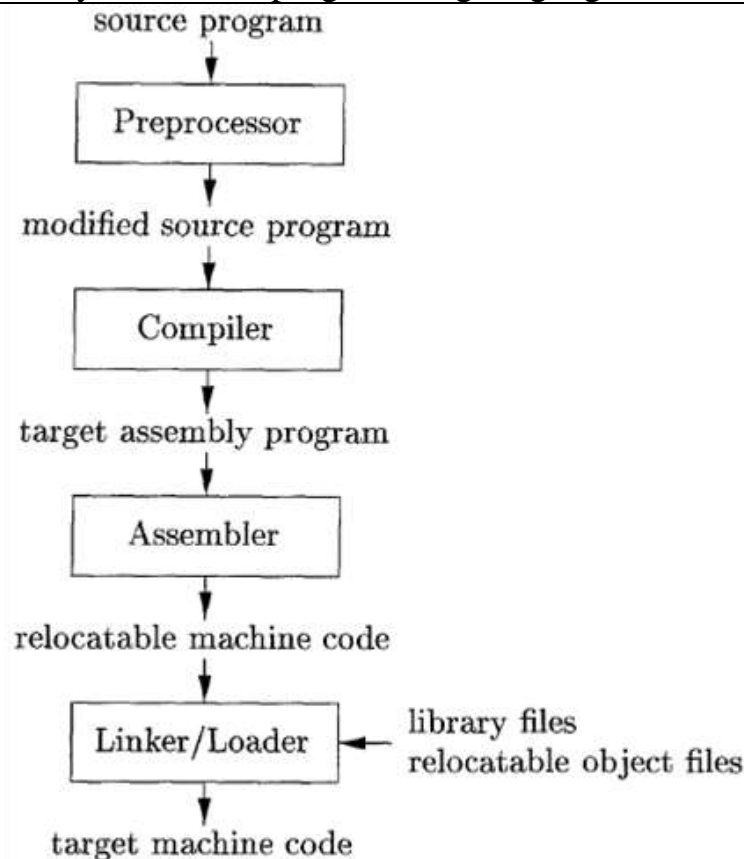 source program
Preprocessor
modified source program
Compiler
target assembly program
Assembler
relocatable machine code
Linker/Loader
library files
relocatable object files
target machine code